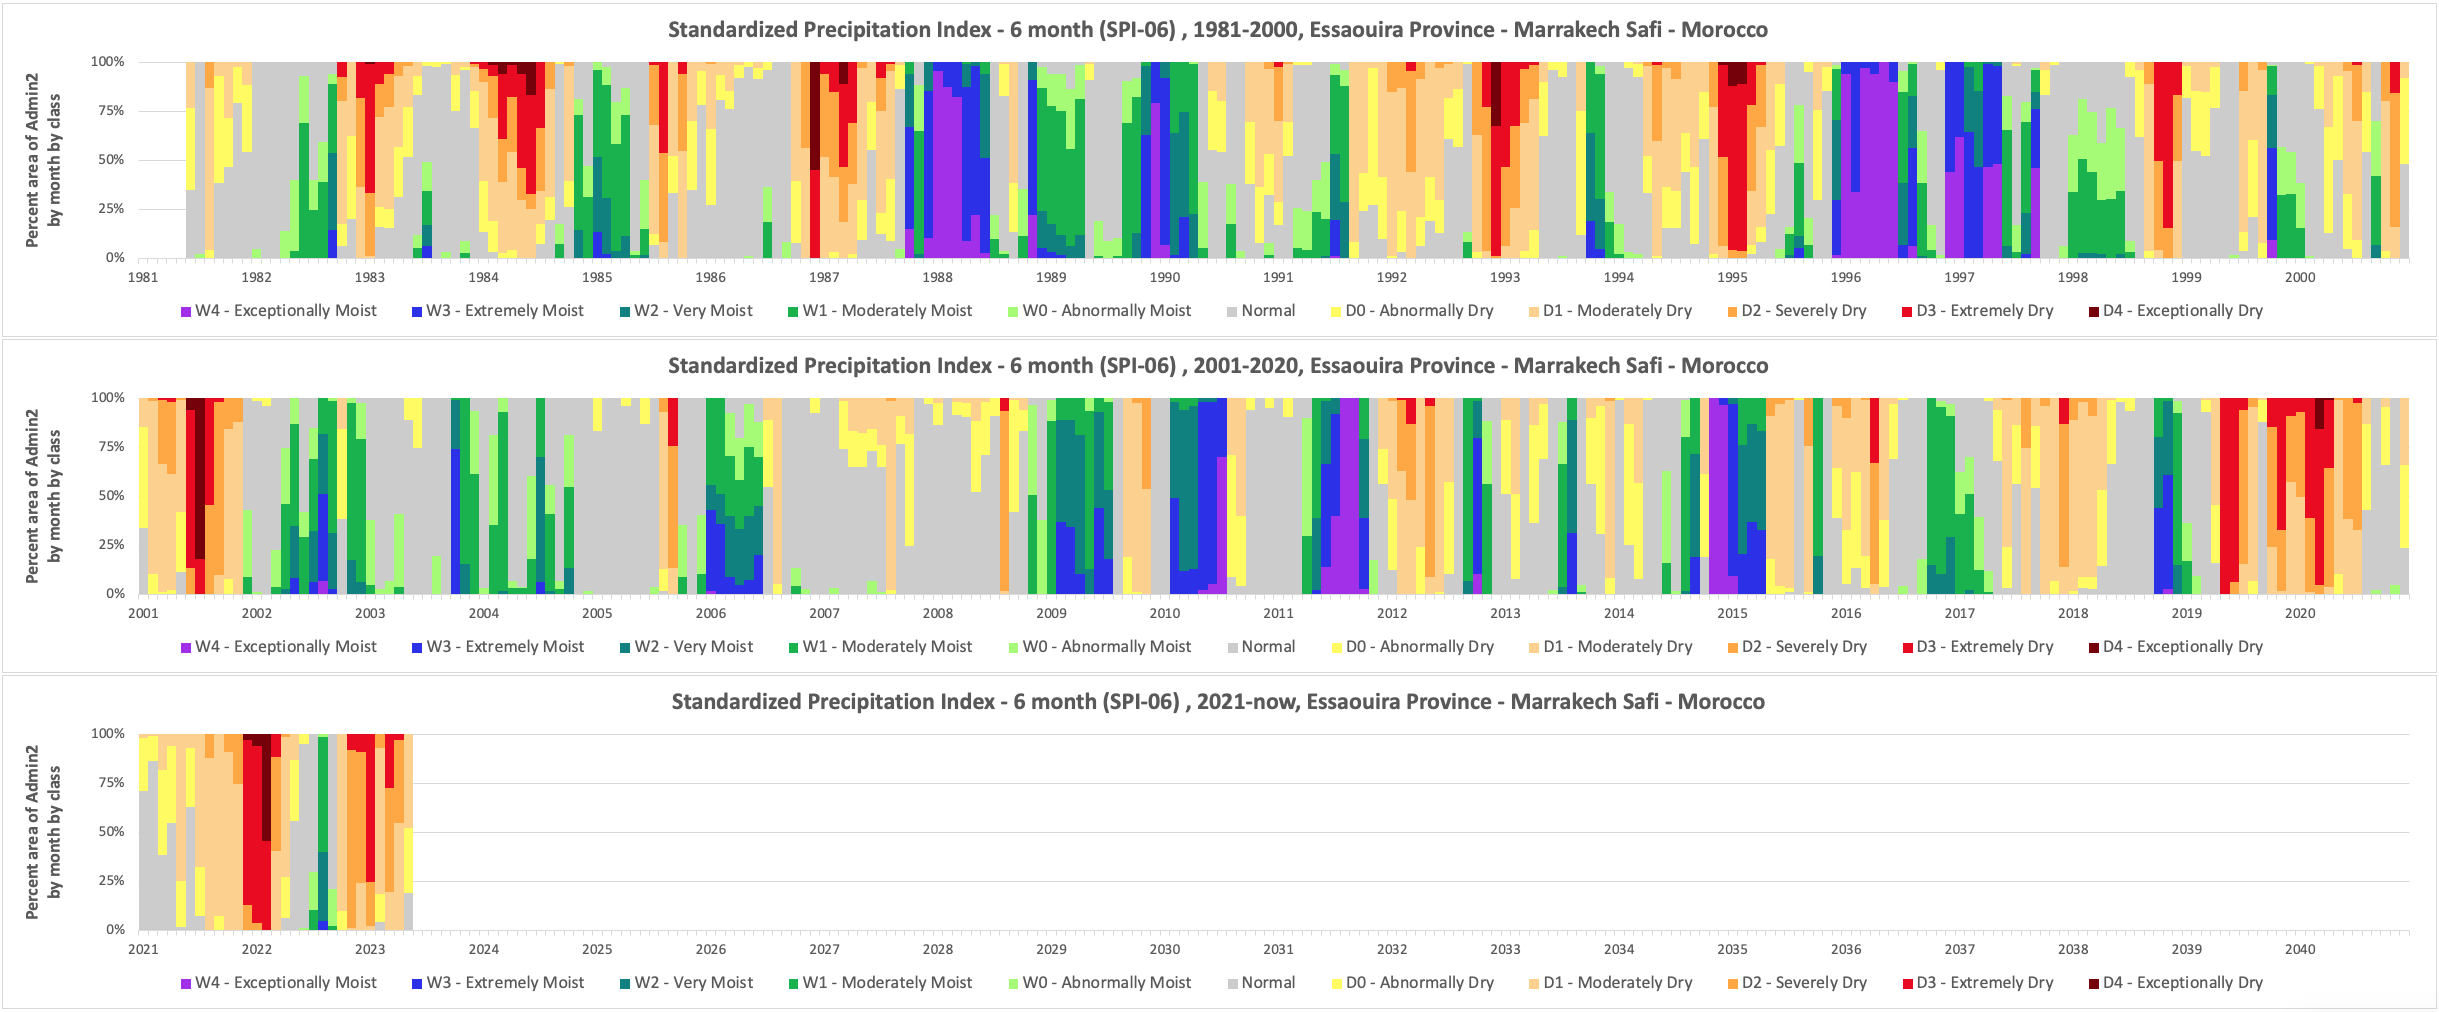 Standardized Precipitation Index - 6 month (SPI-06) , 1981-2000, Essaouira Province - Marrakech Safi - Morocco
Percent area of Admin2
by month by class
100%
75%
50%
25%
0%
1981 1982 1983 1984 1985 1986 1987 1988 1989 1990 1991 1992 1993 1994 1995 1996 1997 1998 1999 2000
W4 - Exceptionally Moist W3 - Extremely Moist W2 - Very Moist W1 - Moderately Moist W0 - Abnormally Moist Normal D0 - Abnormally Dry D1 - Moderately Dry D2 - Severely Dry D3 - Extremely Dry D4 - Exceptionally Dry
Standardized Precipitation Index - 6 month (SPI-06) , 2001-2020, Essaouira Province - Marrakech Safi - Morocco
Percent area of Admin2
by month by class
100%
75%
50%
25%
0%
2001 2002 2003 2004 2005 2006 2007 2008 2009 2010 2011 2012 2013 2014 2015 2016 2017 2018 2019 2020
W4 - Exceptionally Moist W3 - Extremely Moist W2 - Very Moist W1 - Moderately Moist W0 - Abnormally Moist Normal D0 - Abnormally Dry D1 - Moderately Dry D2 - Severely Dry D3 - Extremely Dry D4 - Exceptionally Dry
Standardized Precipitation Index - 6 month (SPI-06) , 2021-now, Essaouira Province - Marrakech Safi - Morocco
Percent area of Admin2
by month by class
100%
75%
50%
25%
0%
2021 2022 2023 2024 2025 2026 2027 2028 2029 2030 2031 2032 2033 2034 2035 2036 2037 2038 2039 2040
W4 - Exceptionally Moist W3 - Extremely Moist W2 - Very Moist W1 - Moderately Moist W0 - Abnormally Moist Normal D0 - Abnormally Dry D1 - Moderately Dry D2 - Severely Dry D3 - Extremely Dry D4 - Exceptionally Dry